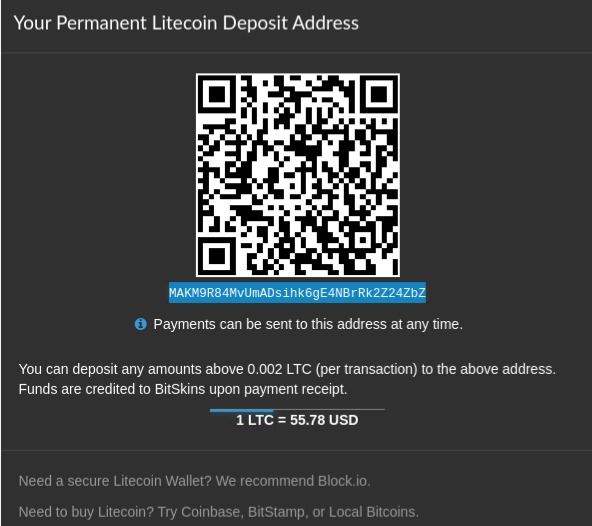 Your Permanent Litecoin Deposit Address
MAKM9R84MvUmADsihk6gE4NBrRk2Z24ZbZ
Payments can be sent to this address at any time.
You can deposit any amounts above 0.002 LTC (per transaction) to the above address.
Funds are credited to BitSkins upon payment receipt.
1 LTC = 55.78 USD
Need a secure Litecoin Wallet? We recommend Block.io.
Need to buy Litecoin? Try Coinbase, BitStamp, or Local Bitcoins.